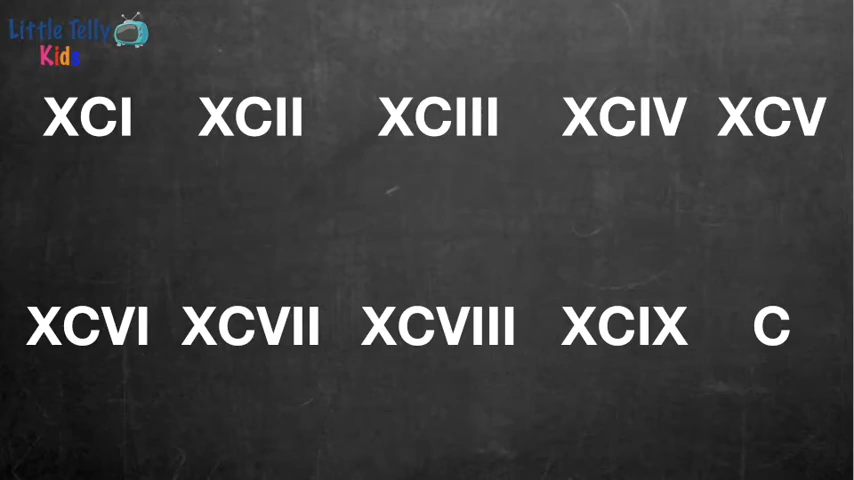 Little Telly
Kids
XCI XCII XCIII XCIV XCV
XCVI XCVII XCVIII XCIX C